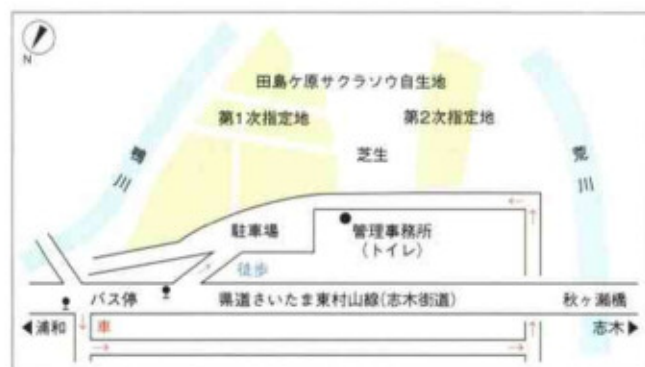 N
田島ケ原サクラソウ自生地
第1次指定地
第2次指定地
芝生
鴨川
荒川
駐車場
管理事務所
(トイレ)
徒歩
バス停
県道さいたま東村山線(志木街道)
秋ヶ瀬橋
◀浦和
車
志木▶